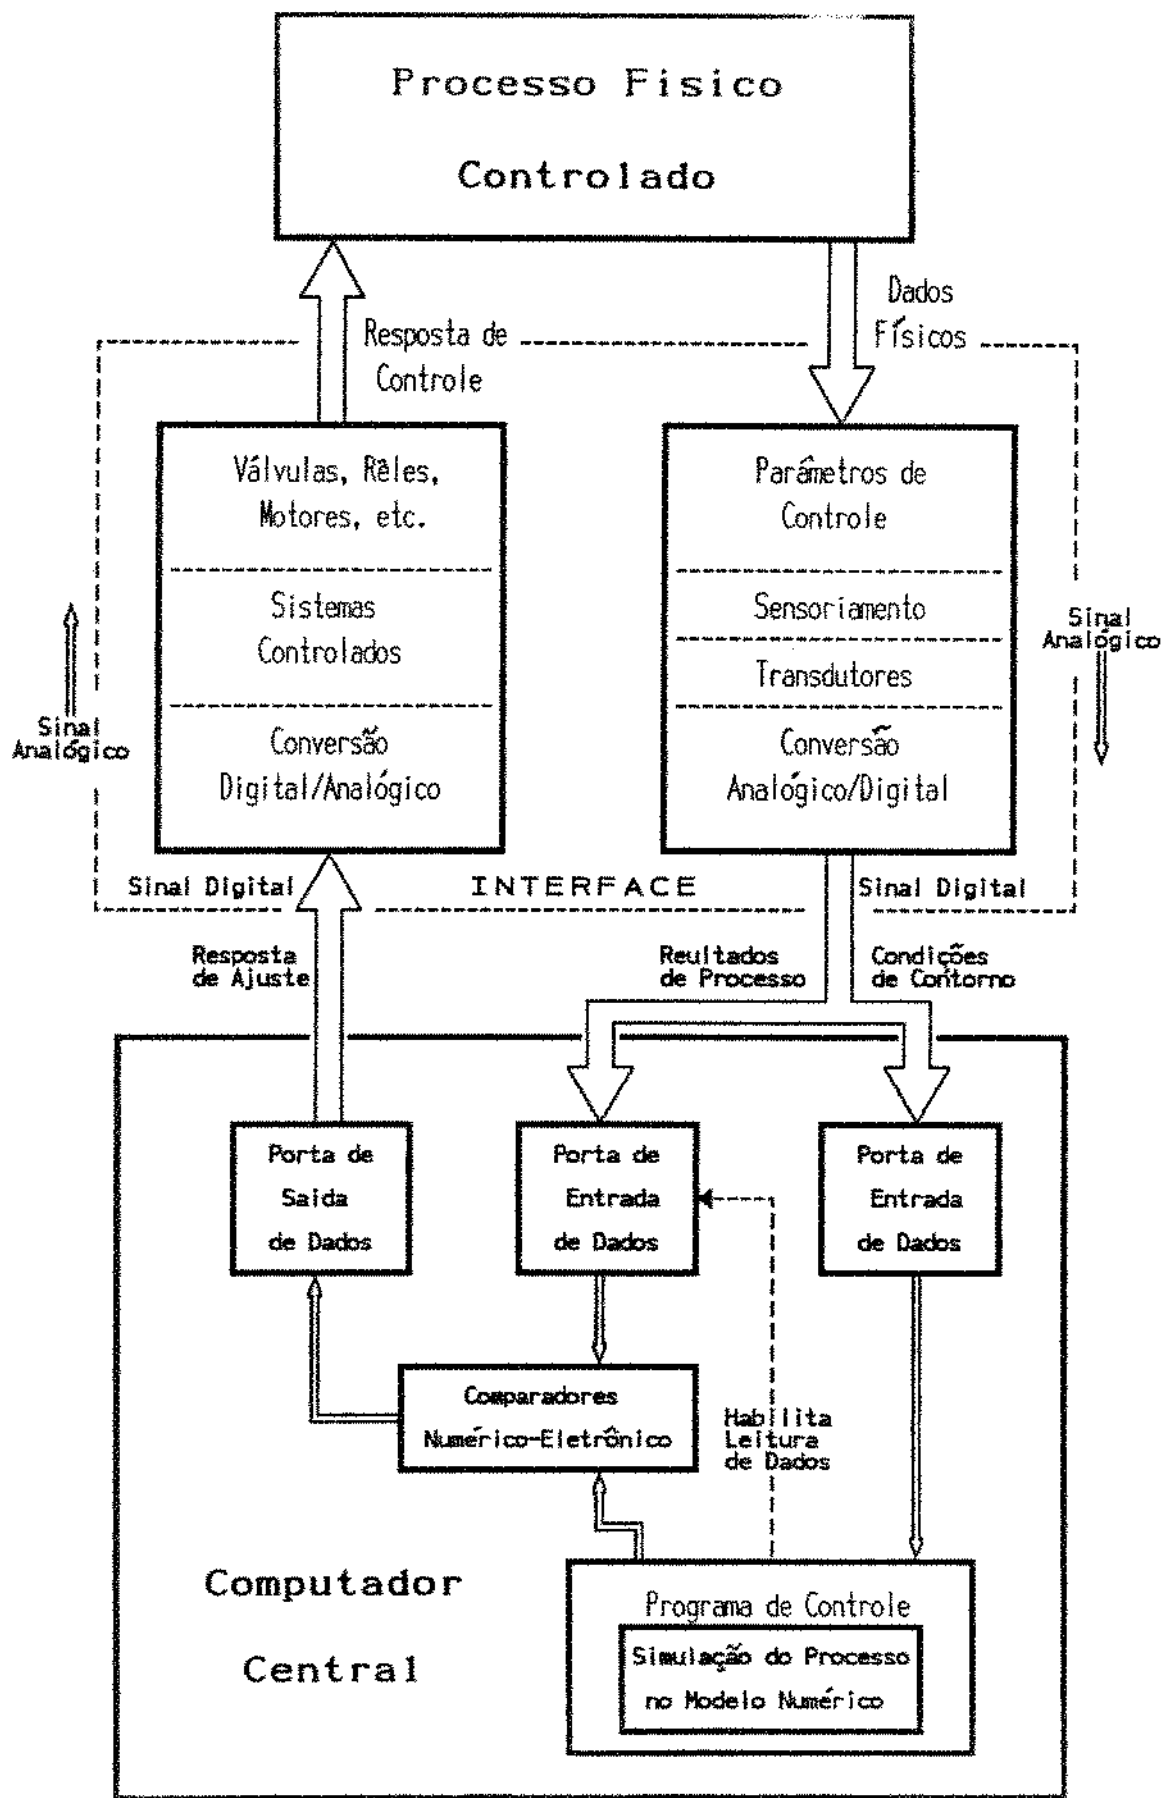 Processo Fisico
Controlado
Resposta de
Controle
Dados
Físicos
Válvulas, Rêles,
Motores, etc.
Sistemas
Controlados
Conversão
Digital/Analógico
Parâmetros de
Controle
Sensoriamento
Transdutores
Conversão
Analógico/Digital
Sinal
Analógico
Sinal
Analógico
Sinal Digital
INTERFACE
Sinal Digital
Resposta
de Ajuste
Reultados
de Processo
Condições
de Contorno
Porta de
Saida
de Dados
Porta de
Entrada
de Dados
Porta de
Entrada
de Dados
Comparadores
Numérico-Eletrônico
Habilita
Leitura
de Dados
Computador
Central
Programa de Controle
Simulação do Processo
no Modelo Numérico